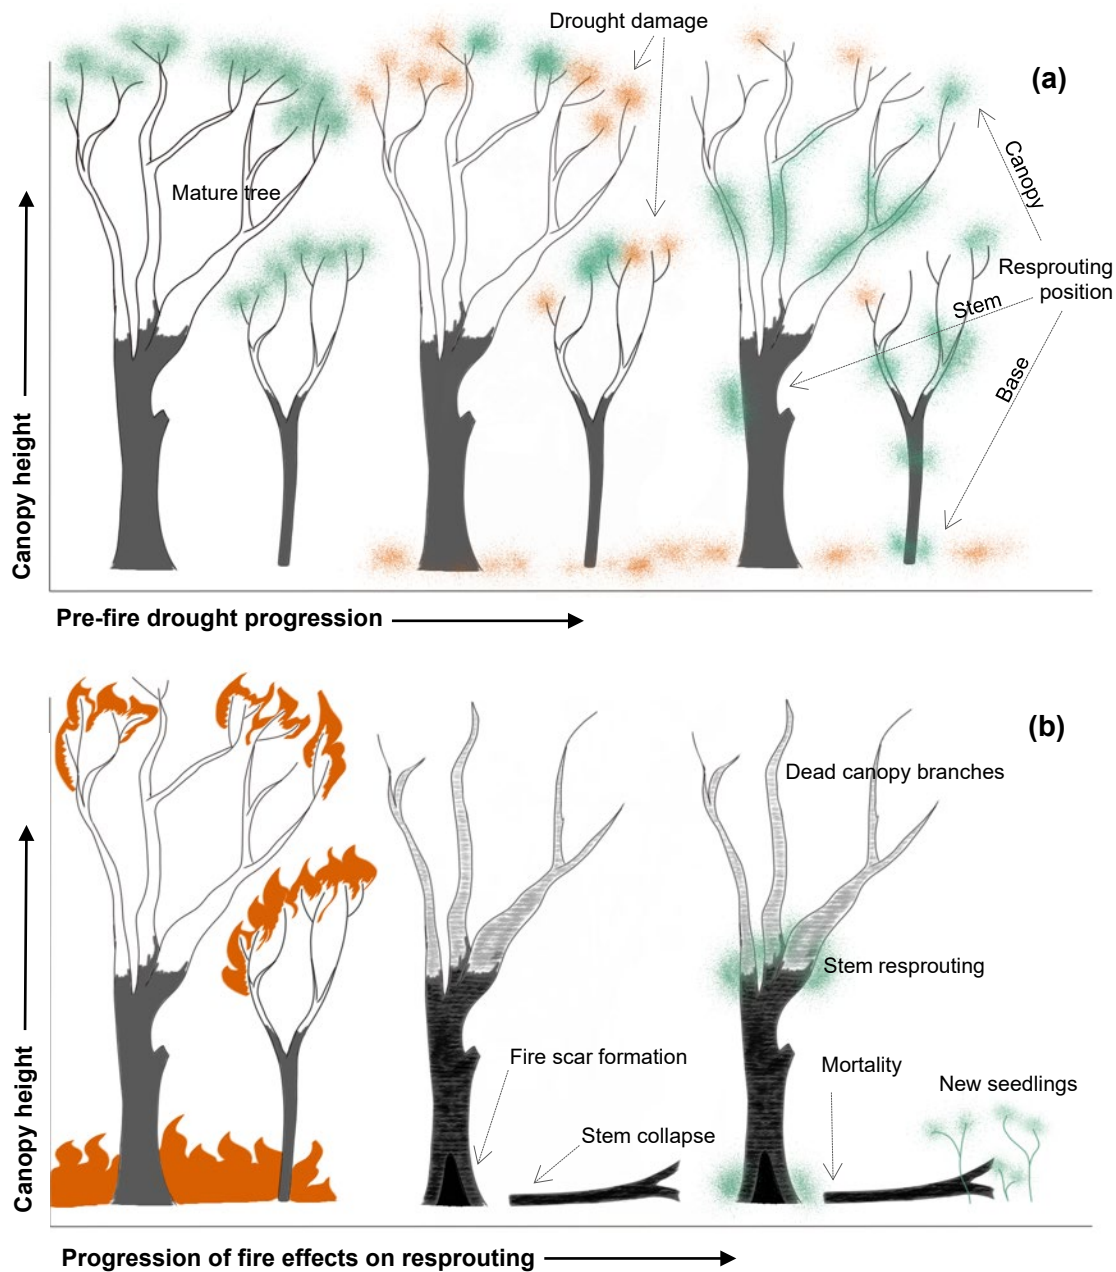 Drought damage
(a)
Canopy
Mature tree
Resprouting
position
Stem
Base
Canopy height
Pre-fire drought progression
(b)
Dead canopy branches
Stem resprouting
Fire scar formation
Mortality
New seedlings
Stem collapse
Canopy height
Progression of fire effects on resprouting